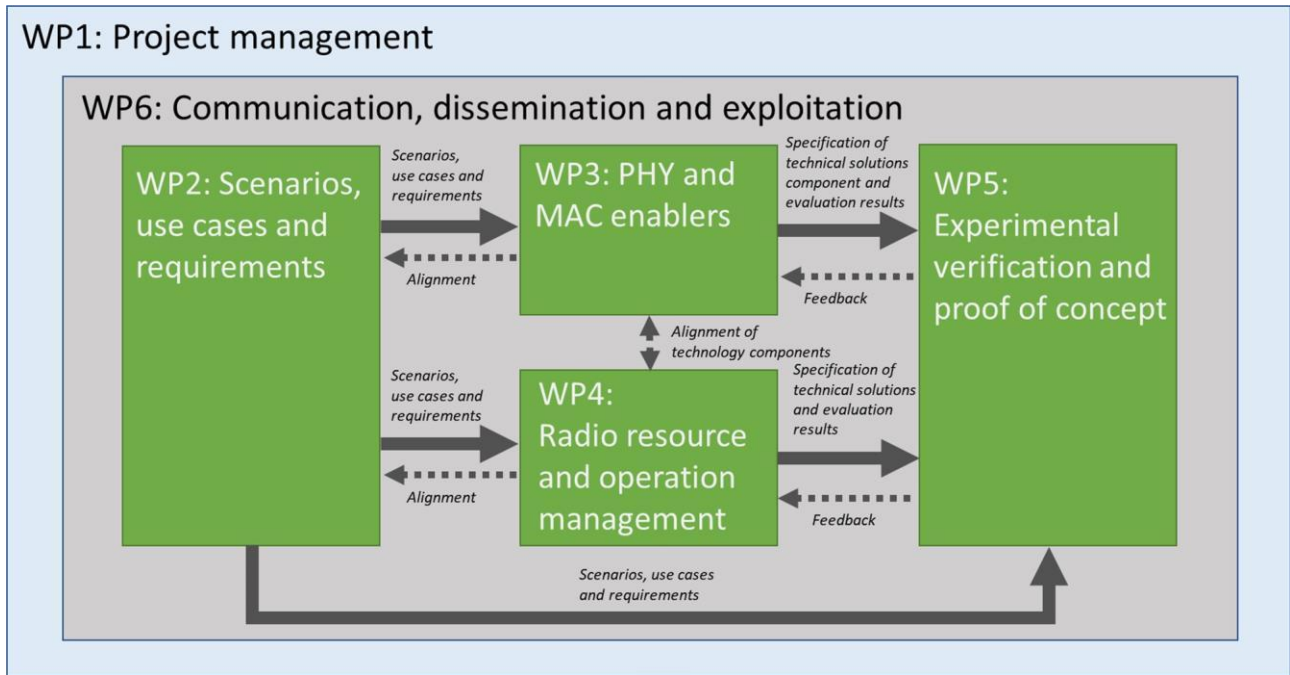 WP1: Project management
WP6: Communication, dissemination and exploitation
WP2: Scenarios,
use cases and
requirements
Scenarios,
use cases and
requirements
Alignment
WP3: PHY and
MAC enablers
Specification of
technical solutions
component and
evaluation results
Feedback
WP5:
Experimental
verification and
proof of concept
Alignment of
technology components
Scenarios,
use cases and
requirements
Alignment
WP4:
Radio resource
and operation
management
Specification of
technical solutions
and evaluation
results
Feedback
Scenarios, use cases
and requirements